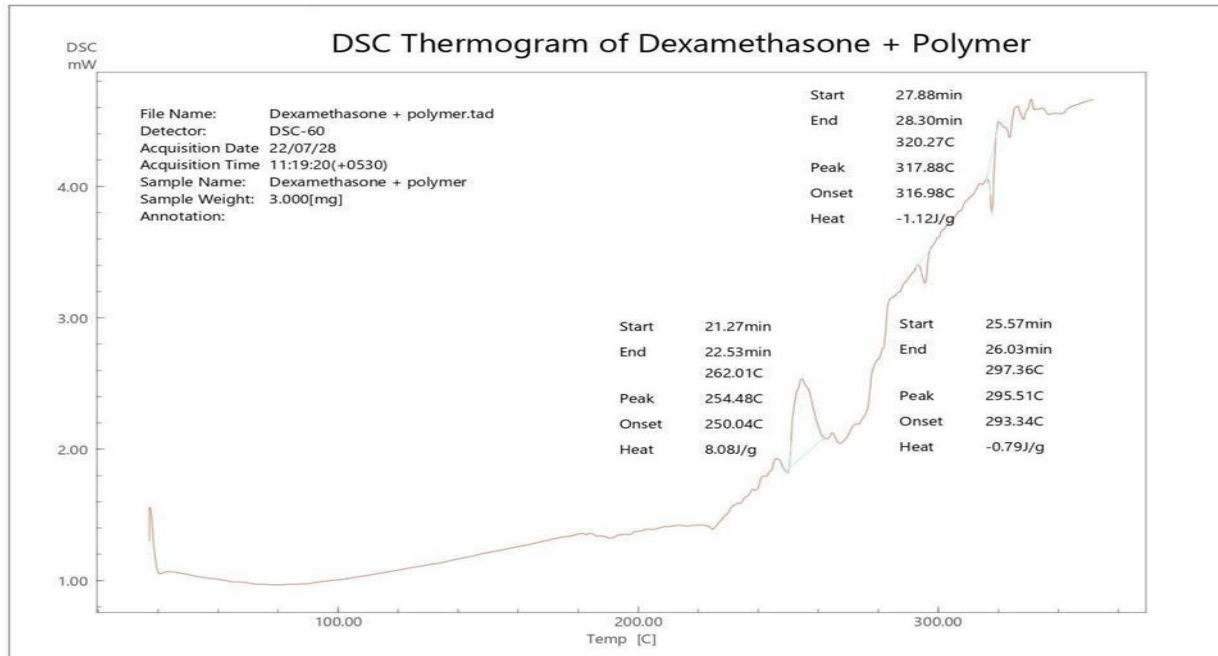 DSC Thermogram of Dexamethasone + Polymer
DSC
mW
File Name: Dexamethasone + polymer.tad
Detector: DSC-60
Acquisition Date 22/07/28
Acquisition Time 11:19:20(+0530)
Sample Name: Dexamethasone + polymer
Sample Weight: 3.000[mg]
Annotation:
Start 27.88min
End 28.30min
320.27C
Peak 317.88C
Onset 316.98C
Heat -1.12J/g
4.00
3.00
2.00
1.00
Start 21.27min
End 22.53min
262.01C
Peak 254.48C
Onset 250.04C
Heat 8.08J/g
Start 25.57min
End 26.03min
297.36C
Peak 295.51C
Onset 293.34C
Heat -0.79J/g
100.00 200.00 300.00
Temp [C]